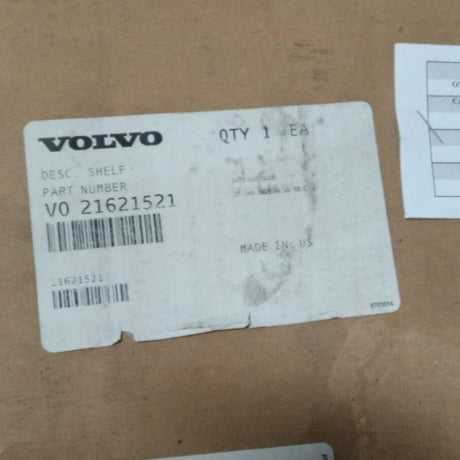 VOLVO
QTY 1 EA
DESC. SHELF
PART NUMBER
VO 21621521
MADE IN: US
21621521